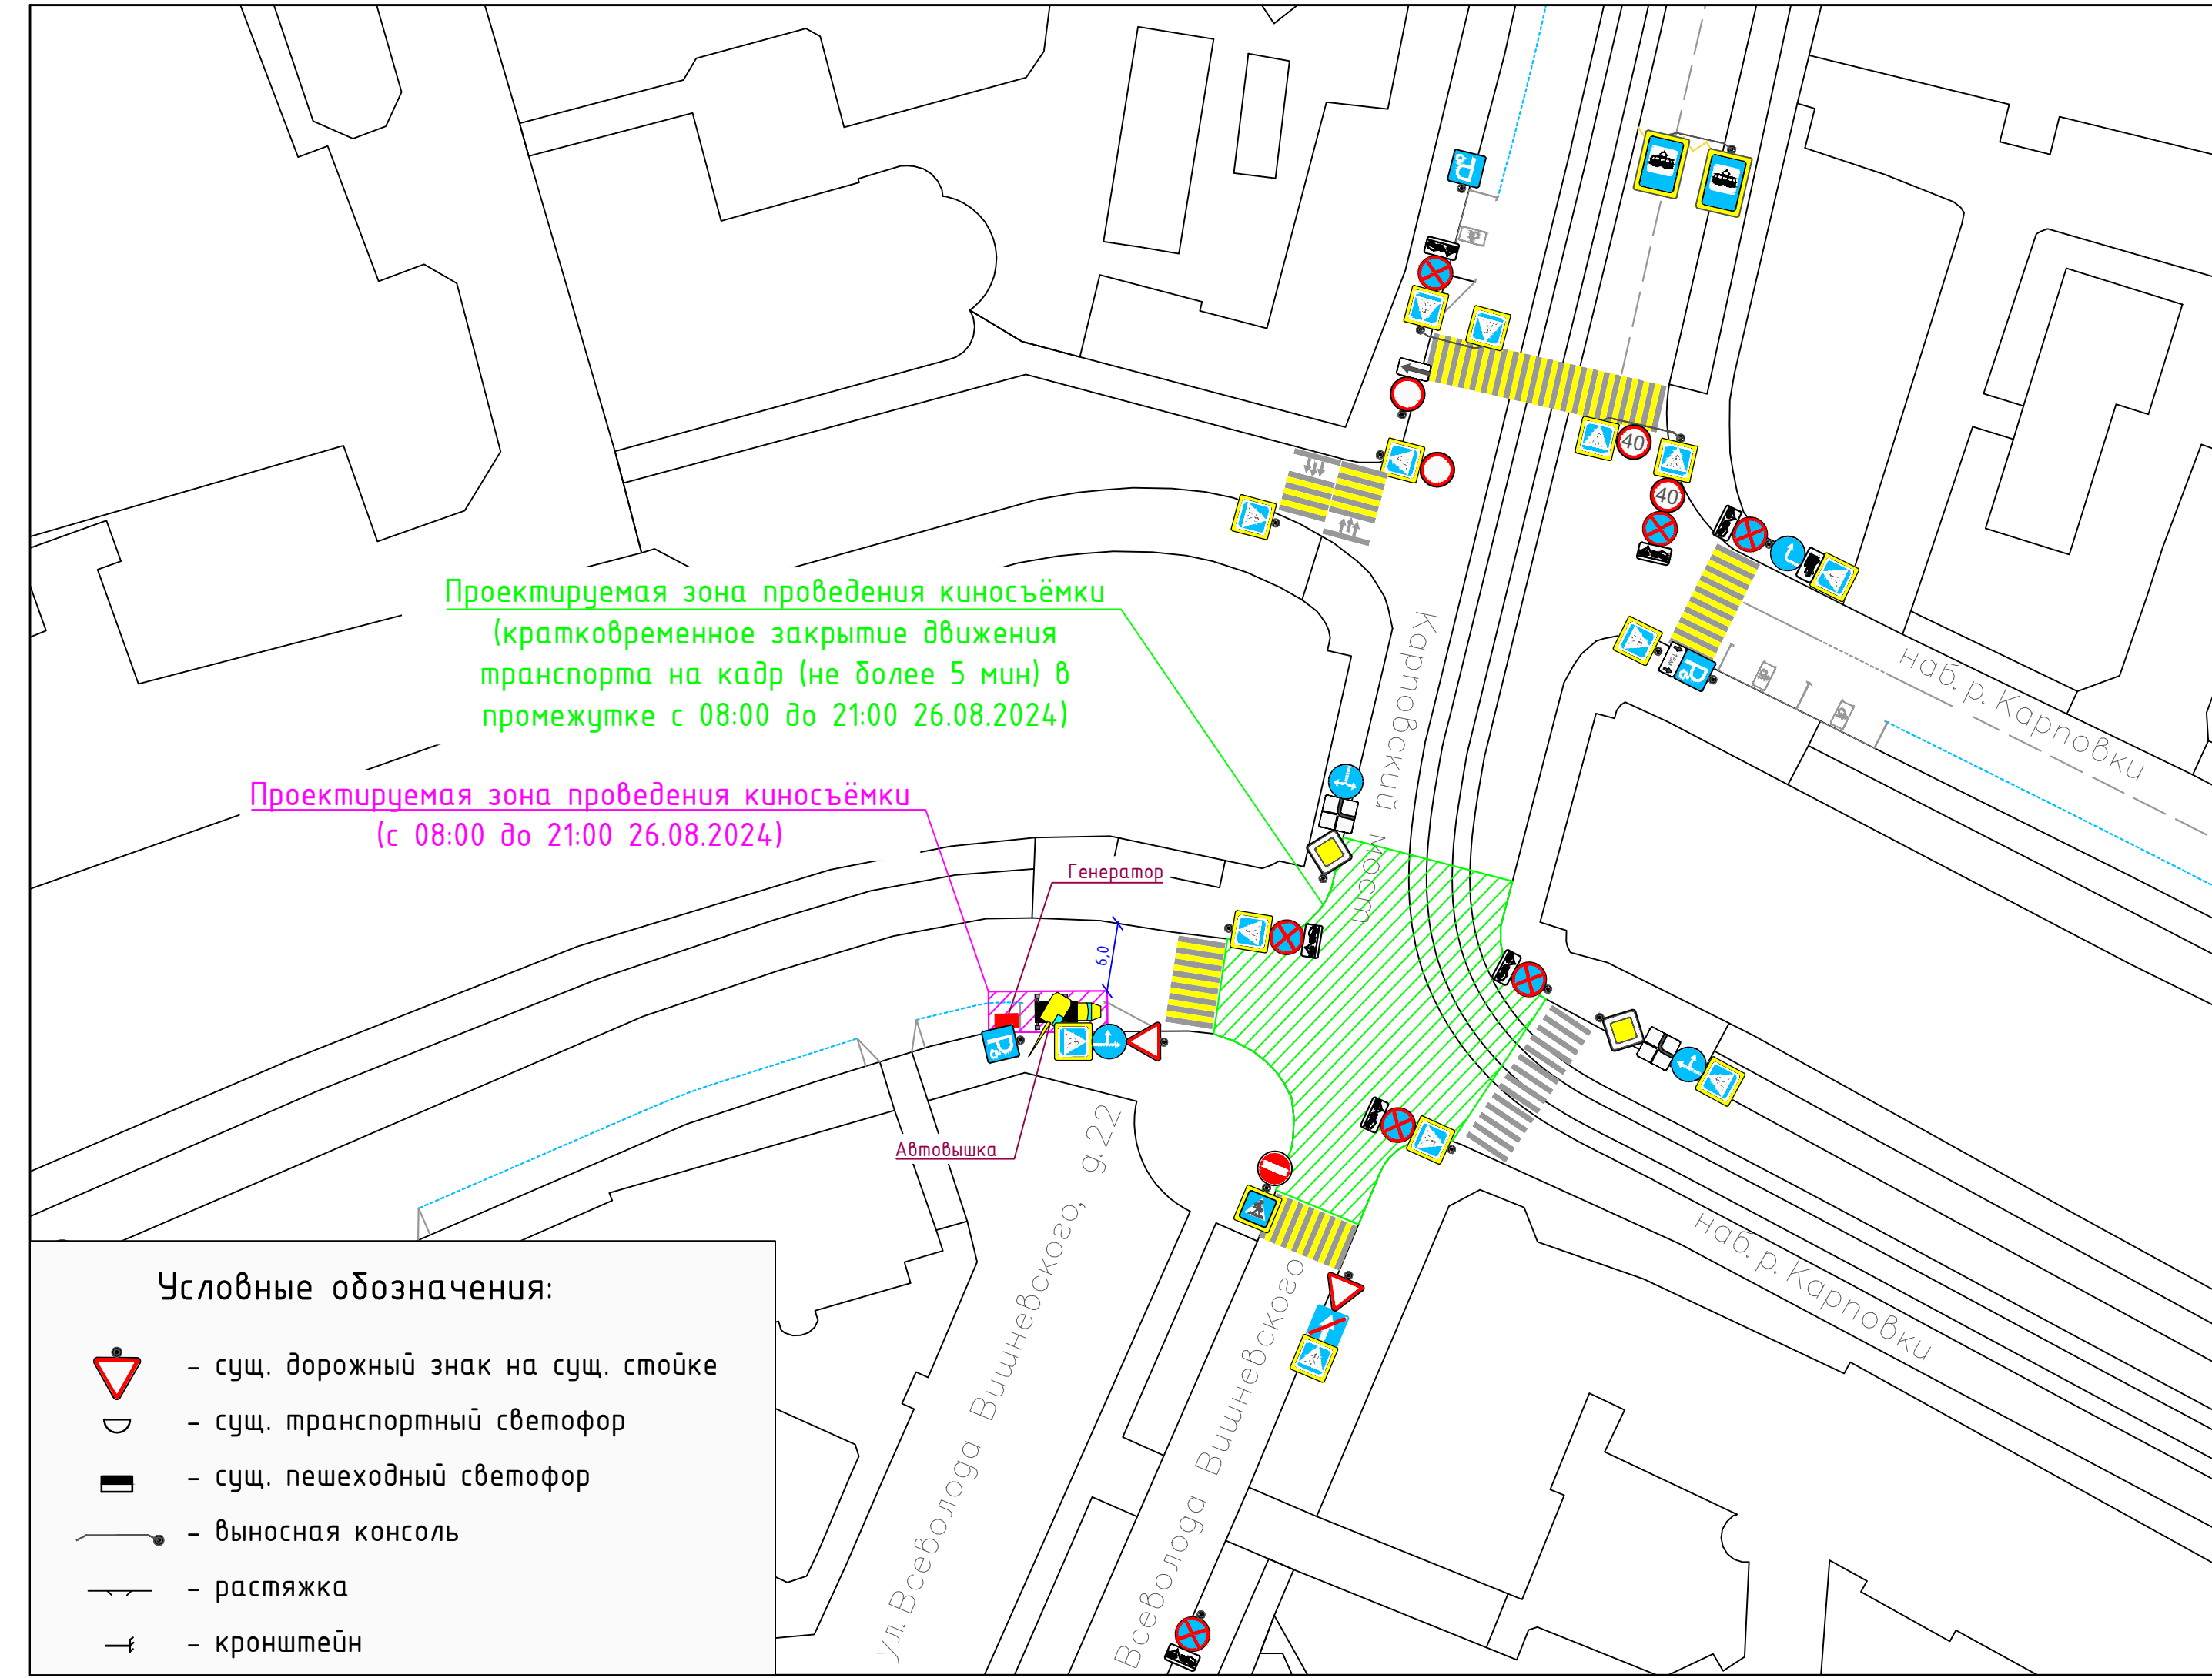 40
40
Проектируемая зона проведения киносъёмки
(кратковременное закрытие движения
транспорта на кадр (не более 5 мин) в
промежутке с 08:00 до 21:00 26.08.2024)
Карповский мост
наб. р. Карповки
15м
Проектируемая зона проведения киносъёмки
(с 08:00 до 21:00 26.08.2024)
Генератор
6,0
Автовышка
ул.Всеволода Вишневского, д.22
Всеволода Вишневского
наб. р. Карповки
Условные обозначения:
- сущ. дорожный знак на сущ. стойке
- сущ. транспортный светофор
- сущ. пешеходный светофор
- выносная консоль
- растяжка
- кронштейн